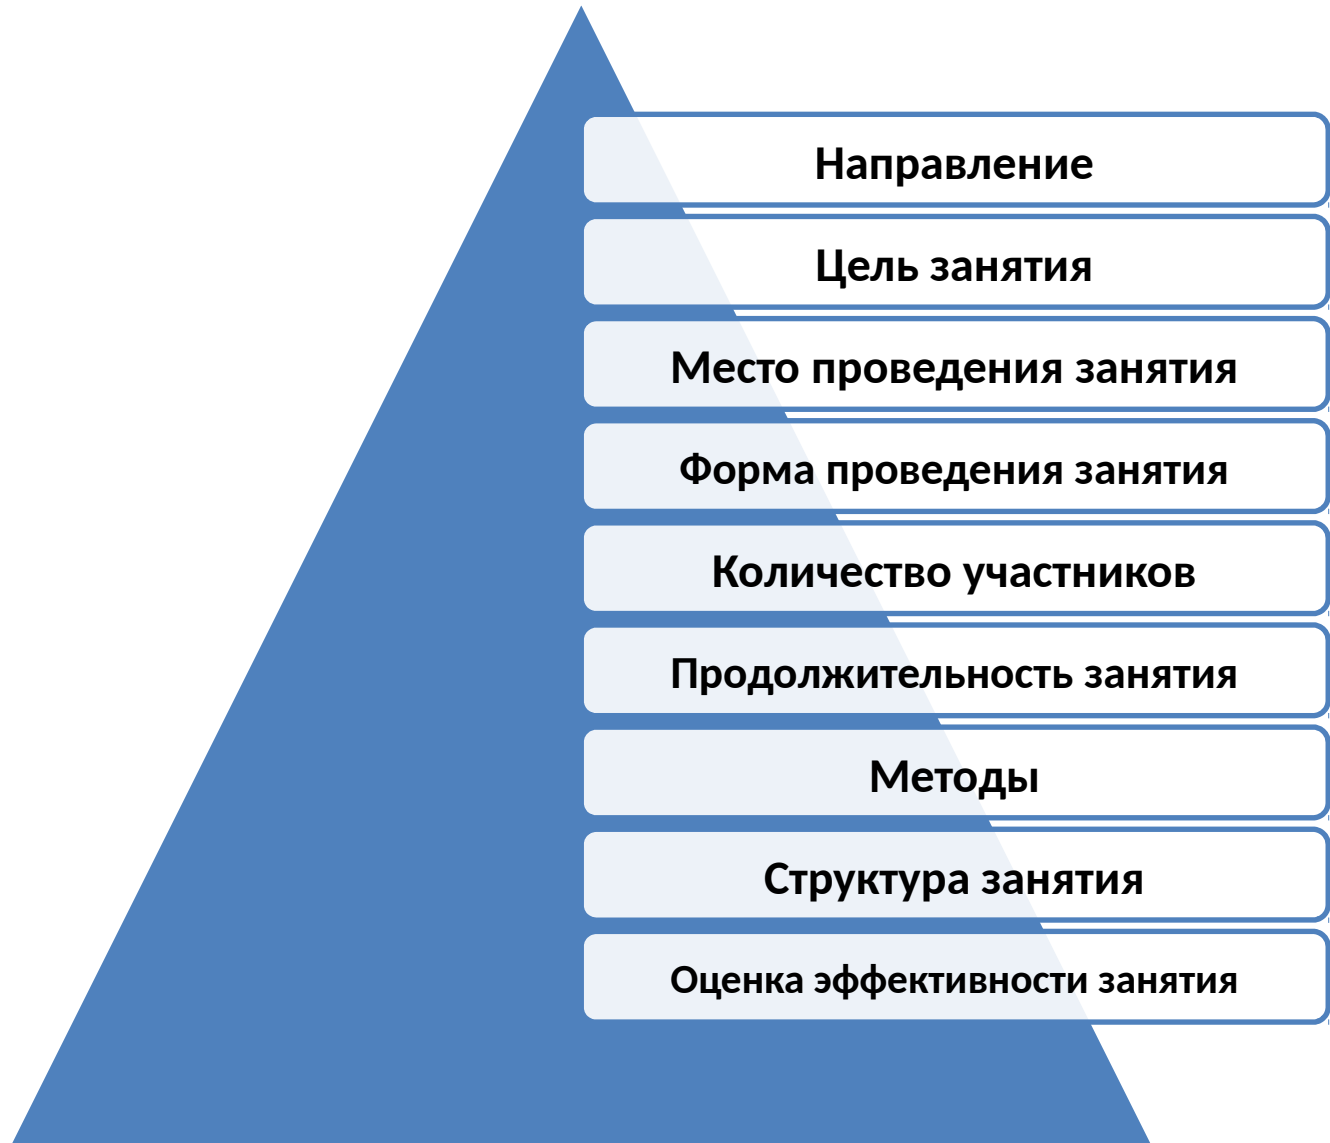 Направление
Цель занятия
Место проведения занятия
Форма проведения занятия
Количество участников
Продолжительность занятия
Методы
Структура занятия
Оценка эффективности занятия